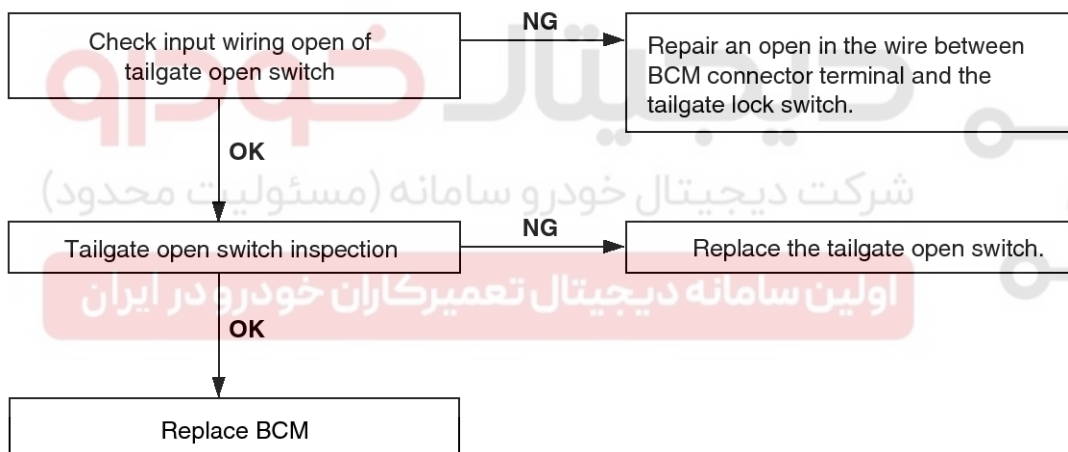 Check input wiring open of
tailgate open switch
NG
Repair an open in the wire between
BCM connector terminal and the
tailgate lock switch.
دیجیتال خودرو
OK
شرکت دیجیتال خودرو سامانه (مسئولیت محدود)
Tailgate open switch inspection
NG
Replace the tailgate open switch.
اولین سامانه دیجیتال تعمیرکاران خودرو در ایران
OK
Replace BCM